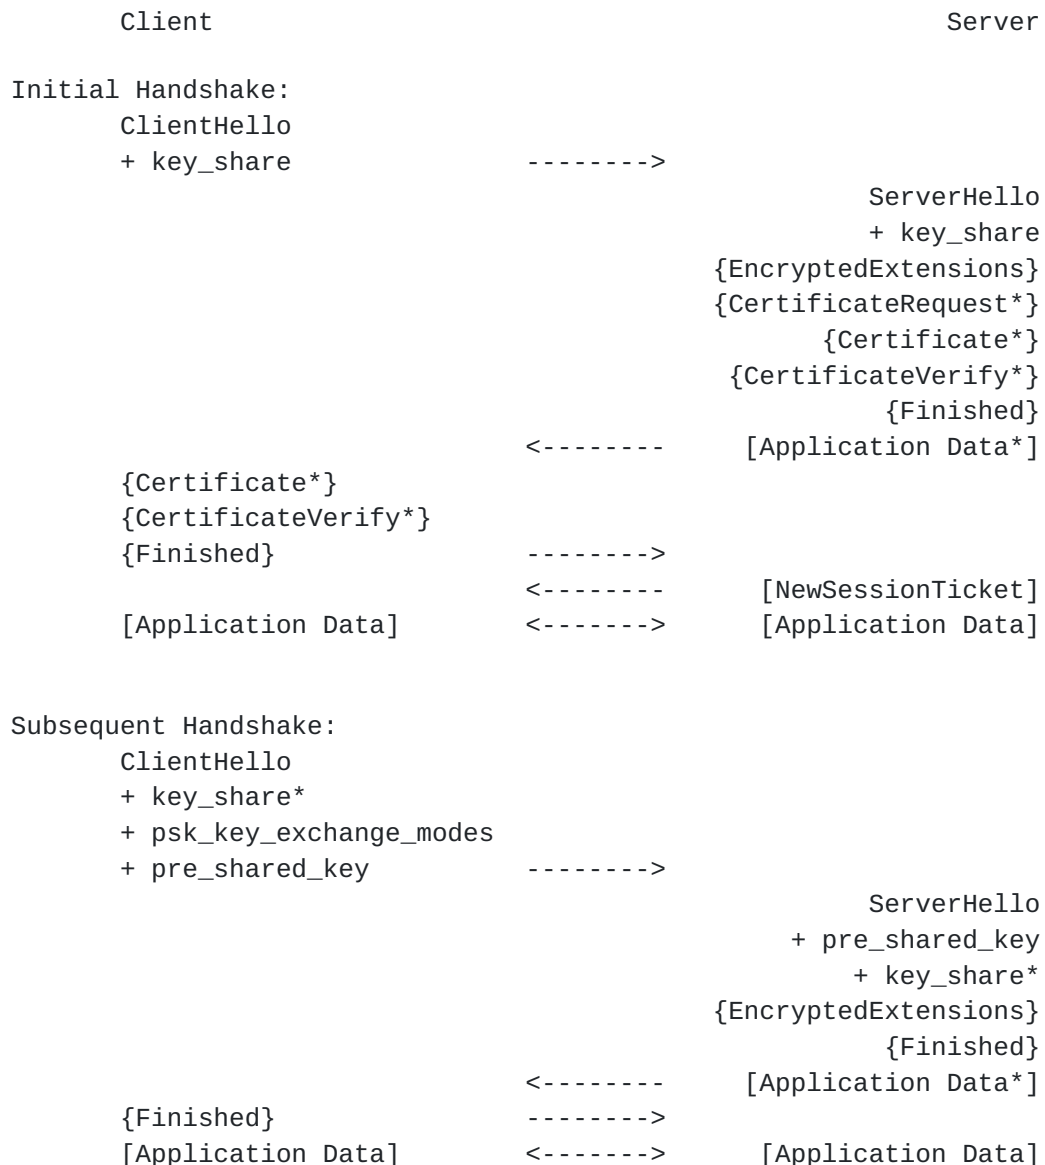 Client                                               Server
Initial Handshake:
ClientHello
+ key_share               -------->
ServerHello
+ key_share
{EncryptedExtensions}
{CertificateRequest*}
{Certificate*}
{CertificateVerify*}
{Finished}
<--------     [Application Data*]
{Certificate*}
{CertificateVerify*}
{Finished}                -------->
<--------      [NewSessionTicket]
[Application Data]        <------->      [Application Data]
Subsequent Handshake:
ClientHello
+ key_share*
+ psk_key_exchange_modes
+ pre_shared_key          -------->
ServerHello
+ pre_shared_key
+ key_share*
{EncryptedExtensions}
{Finished}
<--------     [Application Data*]
{Finished}                -------->
[Application Data]        <------->      [Application Data]